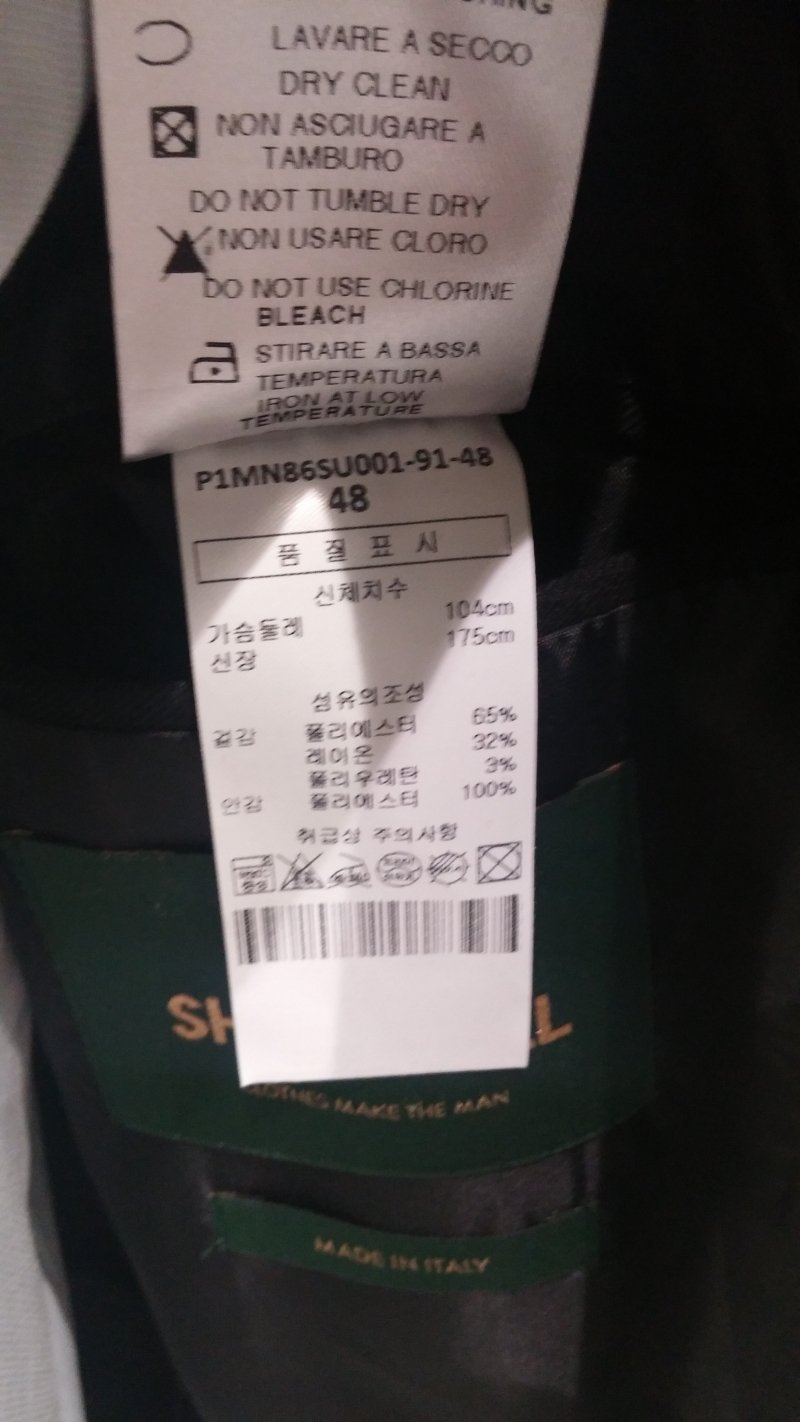 LAVARE A SECCO
DRY CLEAN
NON ASCIUGARE A
TAMBURO
DO NOT TUMBLE DRY
NON USARE CLORO
DO NOT USE CHLORINE
BLEACH
STIRARE A BASSA
TEMPERATURA
IRON AT LOW
TEMPERATURE
P1MN86SU001-91-48
48
품 질 표 시
신체치수
가슴둘레 104cm
신장 175cm
섬유의조성
겉감 폴리에스터 65%
레이온 32%
폴리우레탄 3%
안감 폴리에스터 100%
취급상 주의사항
CLOTHES MAKE THE MAN
MADE IN ITALY